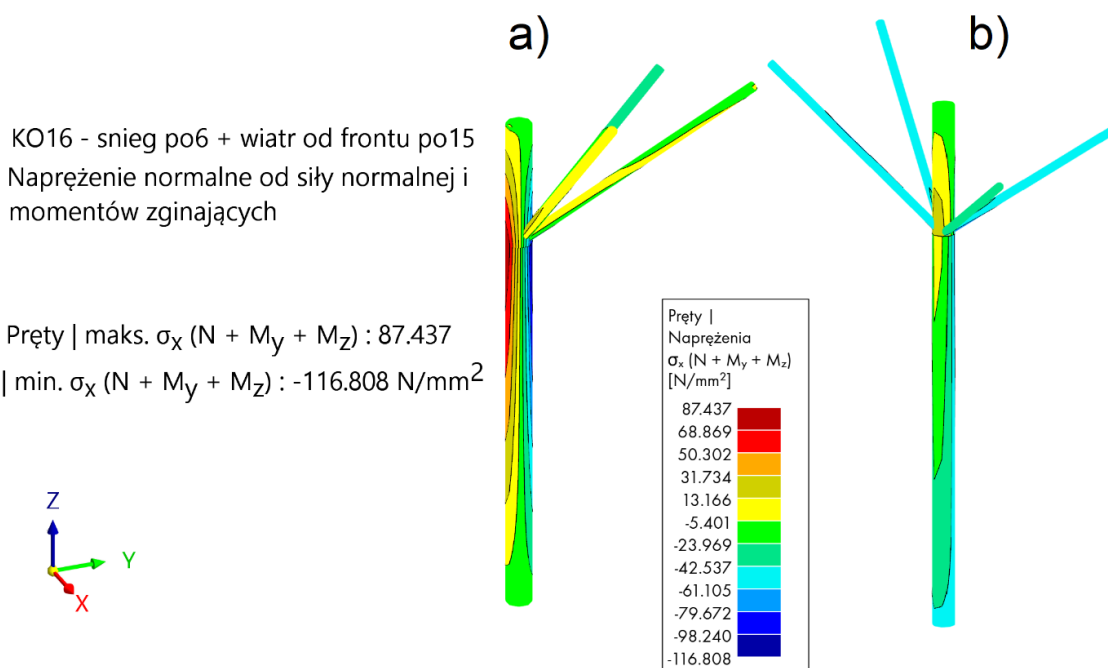 a)
b)
KO16 - snieg po6 + wiatr od frontu po15
Naprężenie normalne od siły normalnej i
momentów zginających
Pręty | maks. σx (N + My + Mz) : 87.437
| min. σx (N + My + Mz) : -116.808 N/mm²
Pręty |
Naprężenia
σx (N + My + Mz)
[N/mm²]
87.437
68.869
50.302
31.734
13.166
-5.401
-23.969
-42.537
-61.105
-79.672
-98.240
-116.808
Z
Y
X